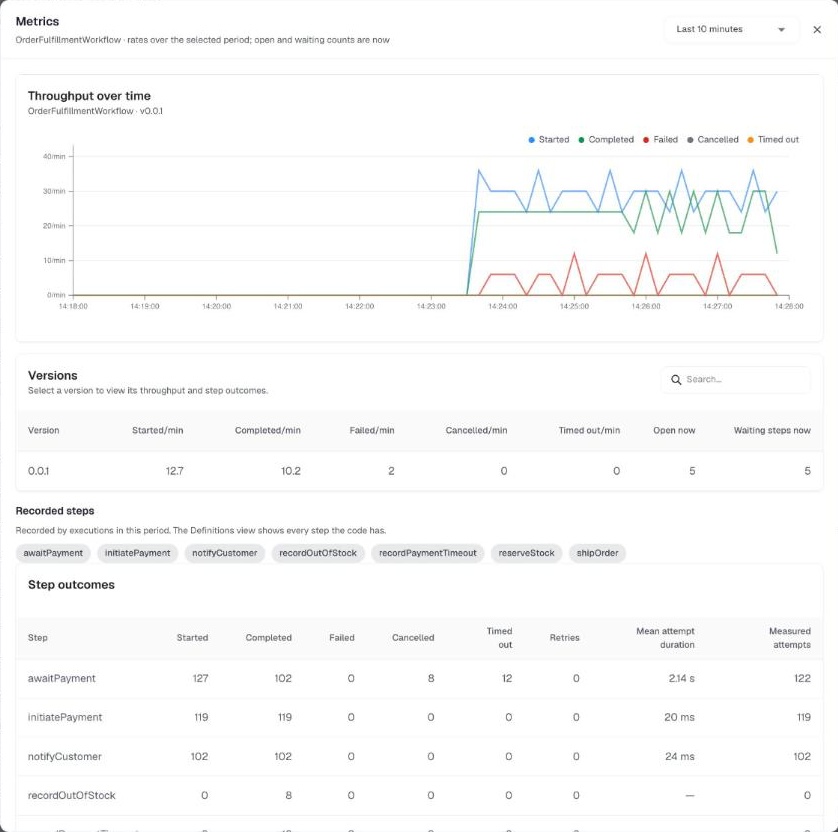 Metrics
OrderFulfillmentWorkflow · rates over the selected period; open and waiting counts are now
Last 10 minutes
Throughput over time
OrderFulfillmentWorkflow · v0.0.1
Started Completed Failed Cancelled Timed out
40/min
30/min
20/min
10/min
0/min
14:18:00 14:19:00 14:20:00 14:21:00 14:22:00 14:23:00 14:24:00 14:25:00 14:26:00 14:27:00 14:28:00
Versions
Select a version to view its throughput and step outcomes.
Search...
Version Started/min Completed/min Failed/min Cancelled/min Timed out/min Open now Waiting steps now
0.0.1 12.7 10.2 2 0 0 5 5
Recorded steps
Recorded by executions in this period. The Definitions view shows every step the code has.
awaitPayment initiatePayment notifyCustomer recordOutOfStock recordPaymentTimeout reserveStock shipOrder
Step outcomes
Step Started Completed Failed Cancelled Timed out Retries Mean attempt duration Measured attempts
awaitPayment 127 102 0 8 12 0 2.14 s 122
initiatePayment 119 119 0 0 0 0 20 ms 119
notifyCustomer 102 102 0 0 0 0 24 ms 102
recordOutOfStock 0 8 0 0 0 0 — 0